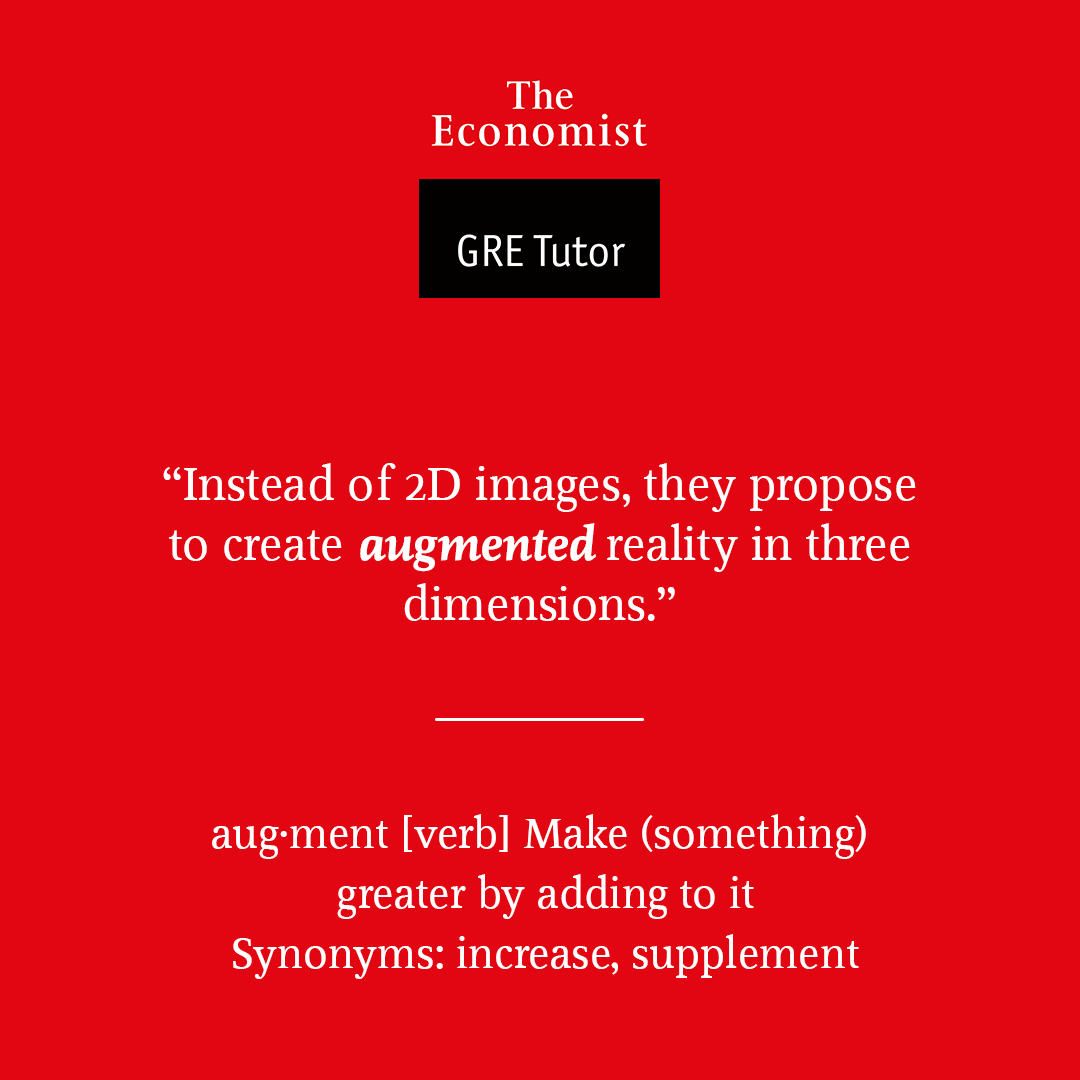 The
Economist
GRE Tutor
“Instead of 2D images, they propose
to create augmented reality in three
dimensions.”
aug·ment [verb] Make (something)
greater by adding to it
Synonyms: increase, supplement